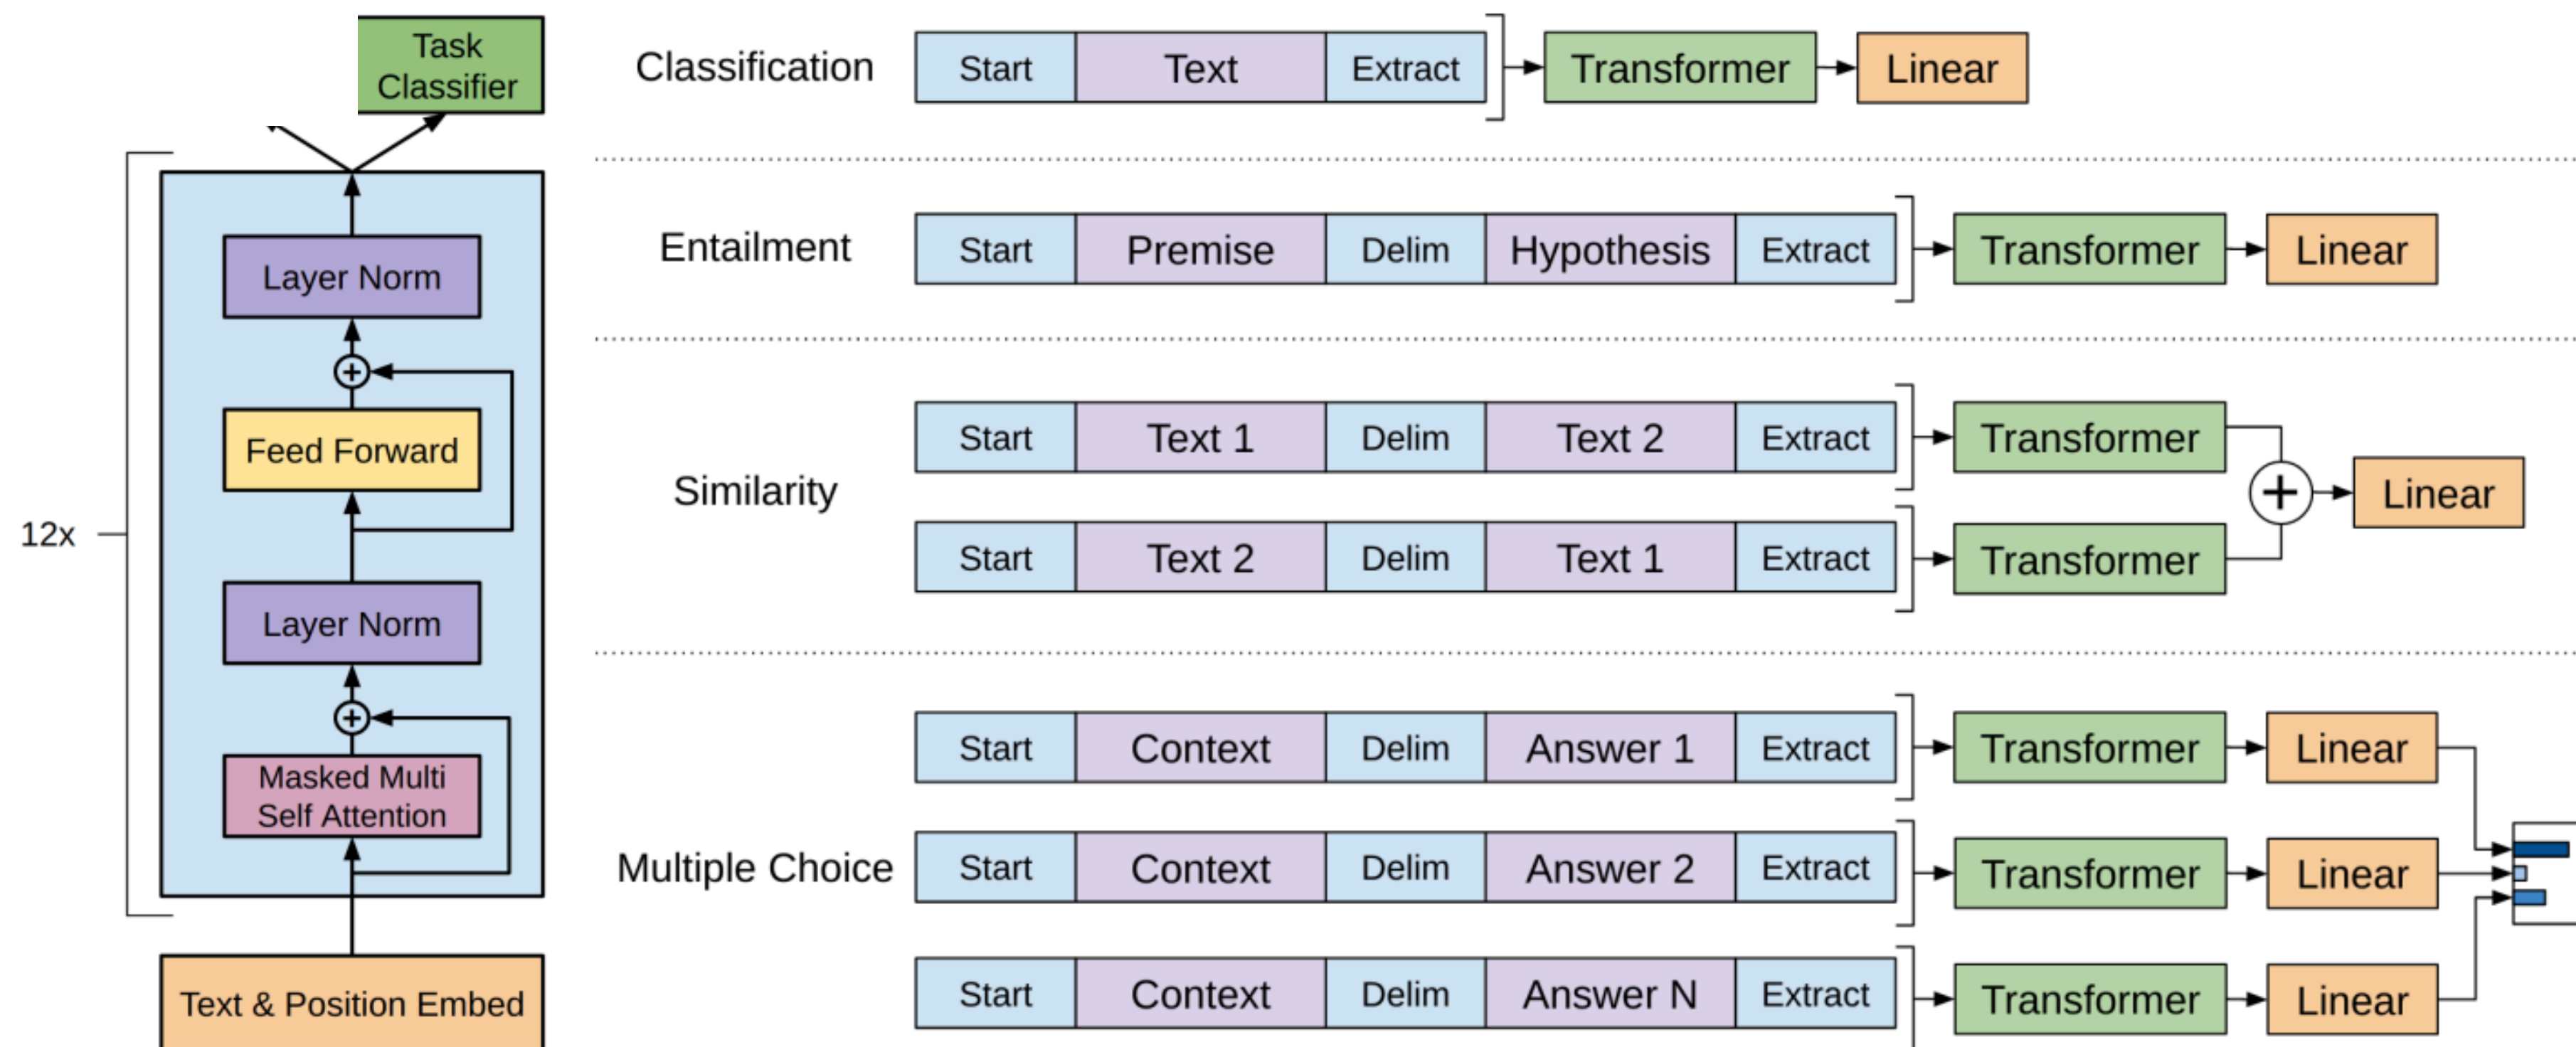 Task
Classifier
12x
Layer Norm
+
Feed Forward
Layer Norm
+
Masked Multi
Self Attention
Text & Position Embed
Classification Start Text Extract Transformer Linear
Entailment Start Premise Delim Hypothesis Extract Transformer Linear
Start Text 1 Delim Text 2 Extract Transformer
Similarity + Linear
Start Text 2 Delim Text 1 Extract Transformer
Start Context Delim Answer 1 Extract Transformer Linear
Multiple Choice Start Context Delim Answer 2 Extract Transformer Linear
Start Context Delim Answer N Extract Transformer Linear